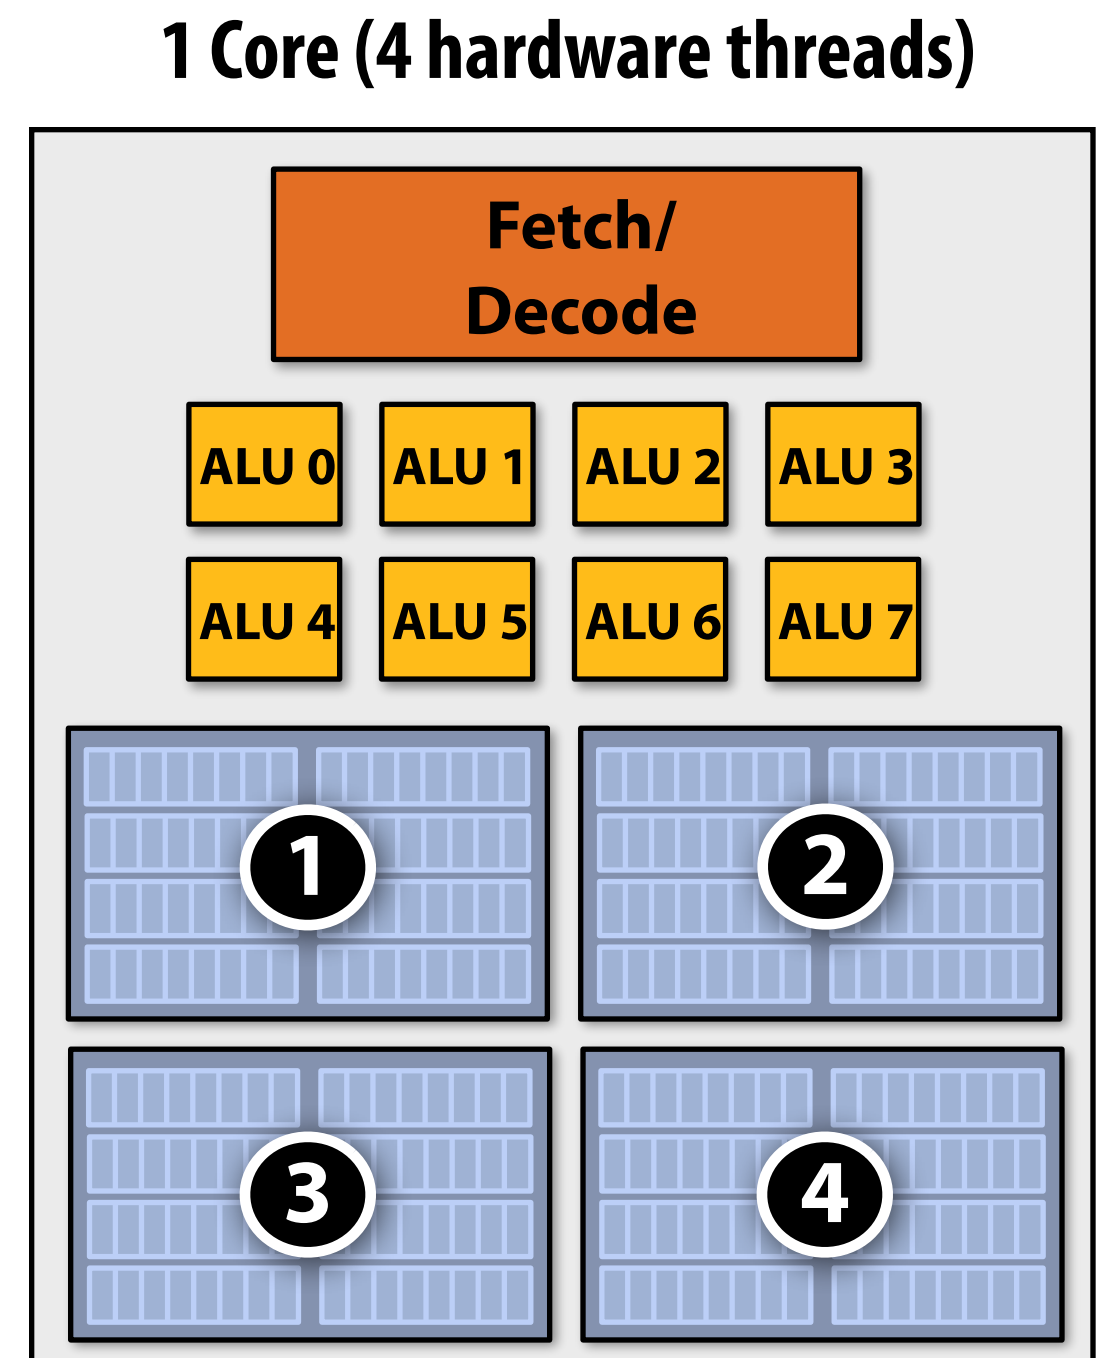 1 Core (4 hardware threads)
Fetch/
Decode
ALU 0 ALU 1 ALU 2 ALU 3
ALU 4 ALU 5 ALU 6 ALU 7
1 2
3 4